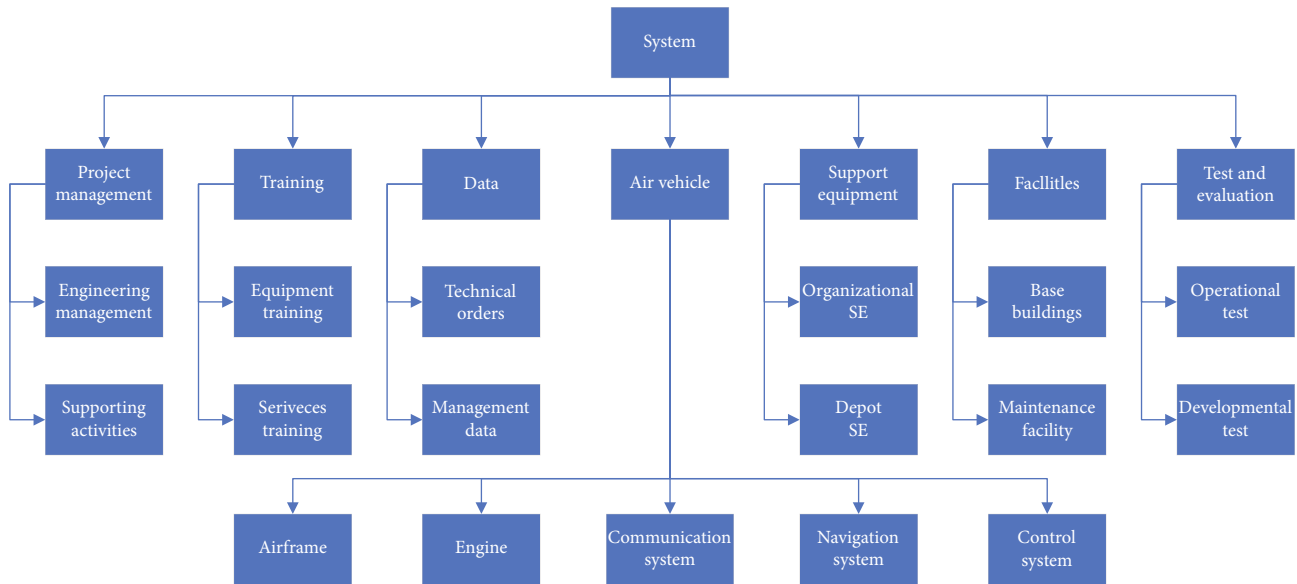 System
Project
management
Training
Data
Air vehicle
Support
equipment
Facllitles
Test and
evaluation
Engineering
management
Equipment
training
Technical
orders
Organizational
SE
Base
buildings
Operational
test
Supporting
activities
Seriveces
training
Management
data
Depot
SE
Maintenance
facility
Developmental
test
Airframe
Engine
Communication
system
Navigation
system
Control
system